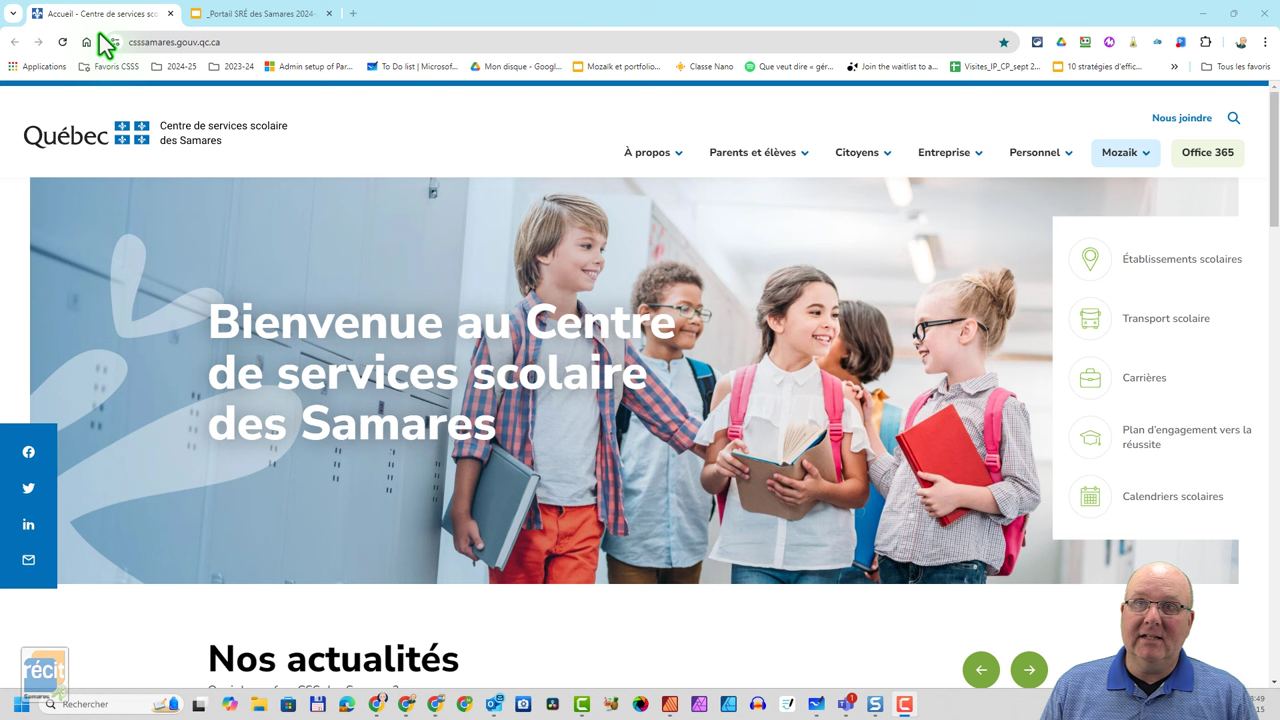 Accueil - Centre de services sco
_Portail SRÉ des Samares 2024-
csssamares.gouv.qc.ca
Applications
Favoris CSSS
2024-25
2023-24
Admin setup of Par...
To Do list | Microsof...
Mon disque - Googl...
Mozaïk et portfolio...
Classe Nano
Que veut dire « gér...
Join the waitlist to a...
Visites_IP_CP_sept 2...
10 stratégies d'effic...
Tous les favoris
Québec
Centre de services scolaire
des Samares
Nous joindre
À propos
Parents et élèves
Citoyens
Entreprise
Personnel
Mozaik
Office 365
Bienvenue au Centre
de services scolaire
des Samares
Établissements scolaires
Transport scolaire
Carrières
Plan d'engagement vers la
réussite
Calendriers scolaires
Nos actualités
récit
Samares
Rechercher